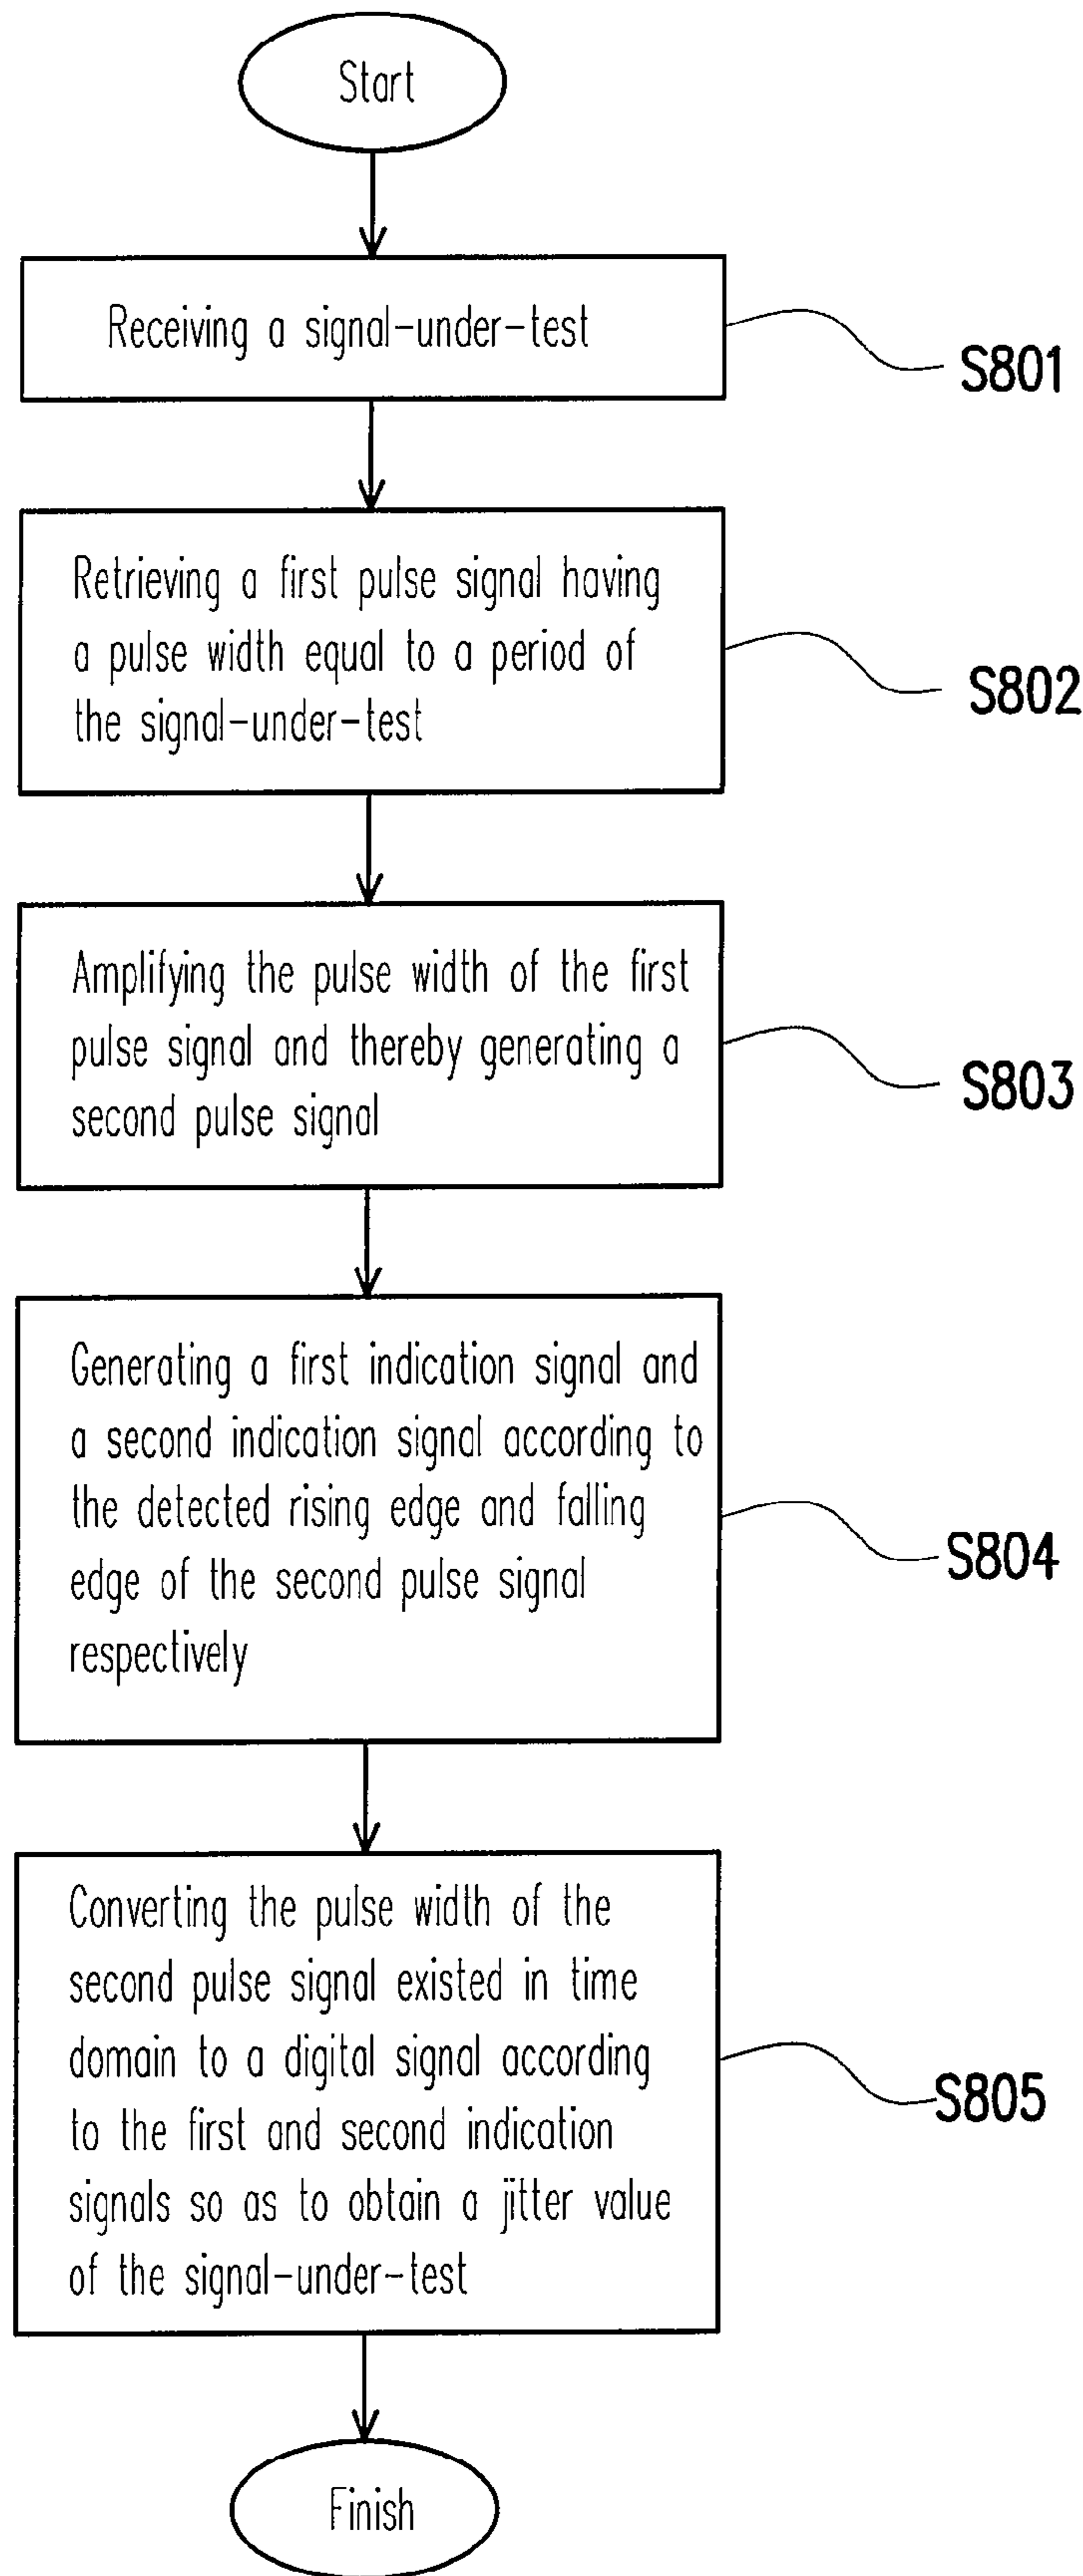 Start
Receiving a signal-under-test
S801
Retrieving a first pulse signal having
a pulse width equal to a period of
the signal-under-test
S802
Amplifying the pulse width of the first
pulse signal and thereby generating a
second pulse signal
S803
Generating a first indication signal and
a second indication signal according to
the detected rising edge and falling
edge of the second pulse signal
respectively
S804
Converting the pulse width of the
second pulse signal existed in time
domain to a digital signal according
to the first and second indication
signals so as to obtain a jitter value
of the signal-under-test
S805
Finish